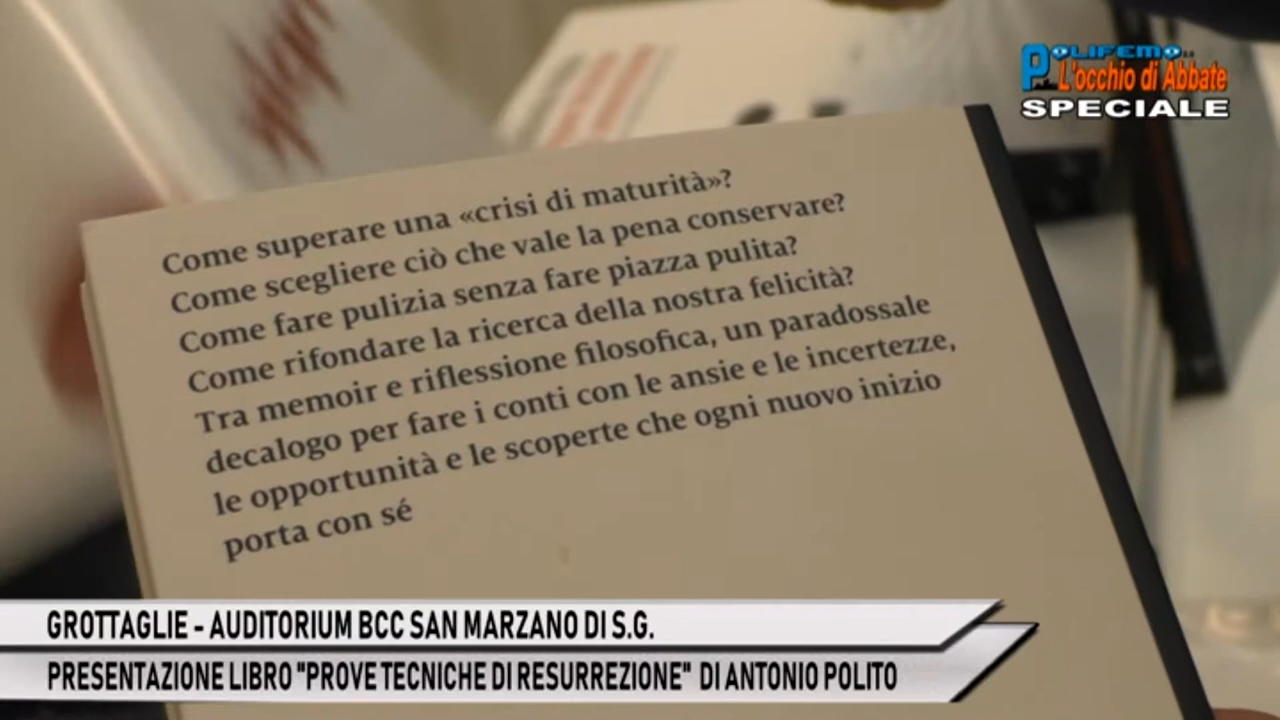 POLIFEMO..
L'occhio di Abbate
SPECIALE
Come superare una «crisi di maturità»?
Come scegliere ciò che vale la pena conservare?
Come fare pulizia senza fare piazza pulita?
Come rifondare la ricerca della nostra felicità?
Tra memoir e riflessione filosofica, un paradossale
decalogo per fare i conti con le ansie e le incertezze,
le opportunità e le scoperte che ogni nuovo inizio
porta con sé
GROTTAGLIE - AUDITORIUM BCC SAN MARZANO DI S.G.
PRESENTAZIONE LIBRO "PROVE TECNICHE DI RESURREZIONE" DI ANTONIO POLITO